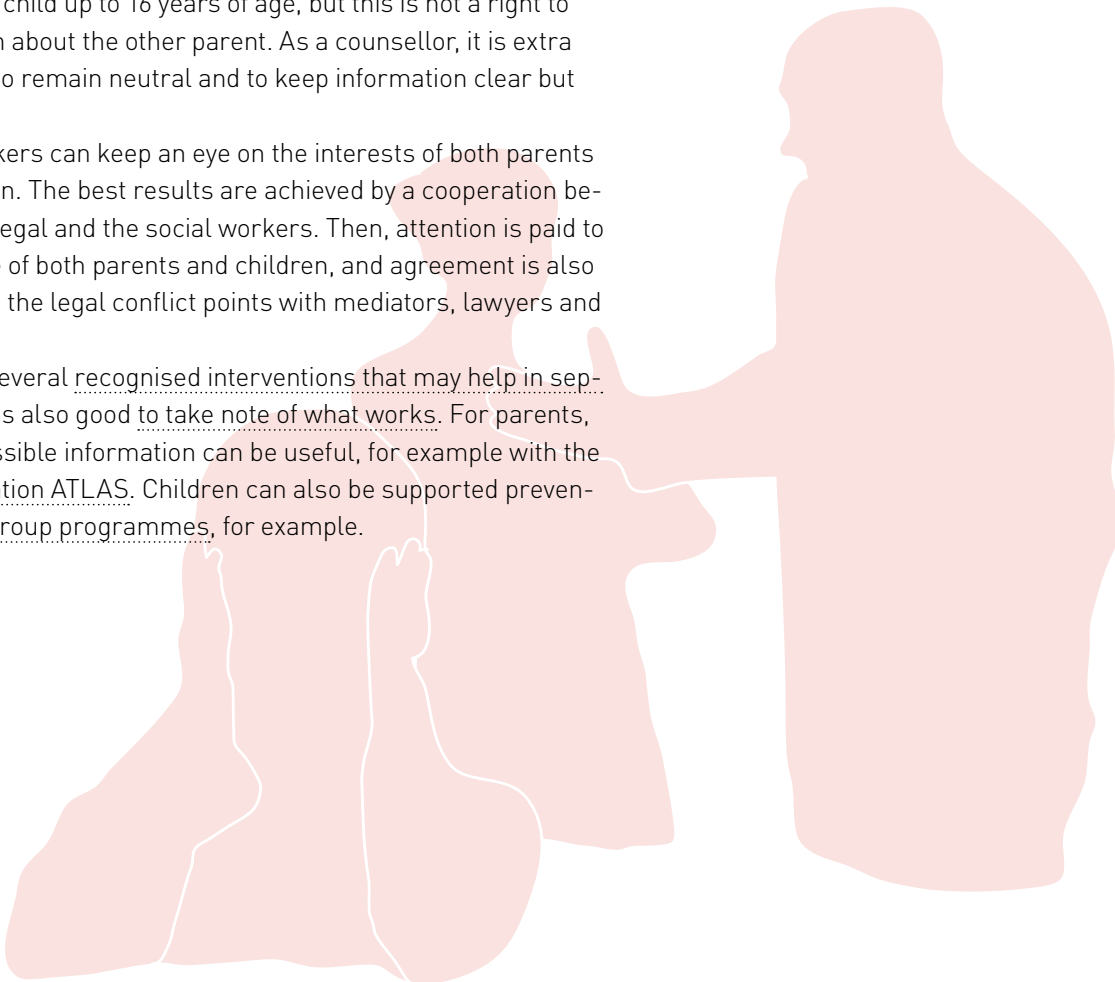 child up to 16 years of age, but this is not a right to
about the other parent. As a counsellor, it is extra
o remain neutral and to keep information clear but
kers can keep an eye on the interests of both parents
n. The best results are achieved by a cooperation be-
egal and the social workers. Then, attention is paid to
of both parents and children, and agreement is also
the legal conflict points with mediators, lawyers and
everal recognised interventions that may help in sep-
s also good to take note of what works. For parents,
ssible information can be useful, for example with the
tion ATLAS. Children can also be supported preven-
roup programmes, for example.